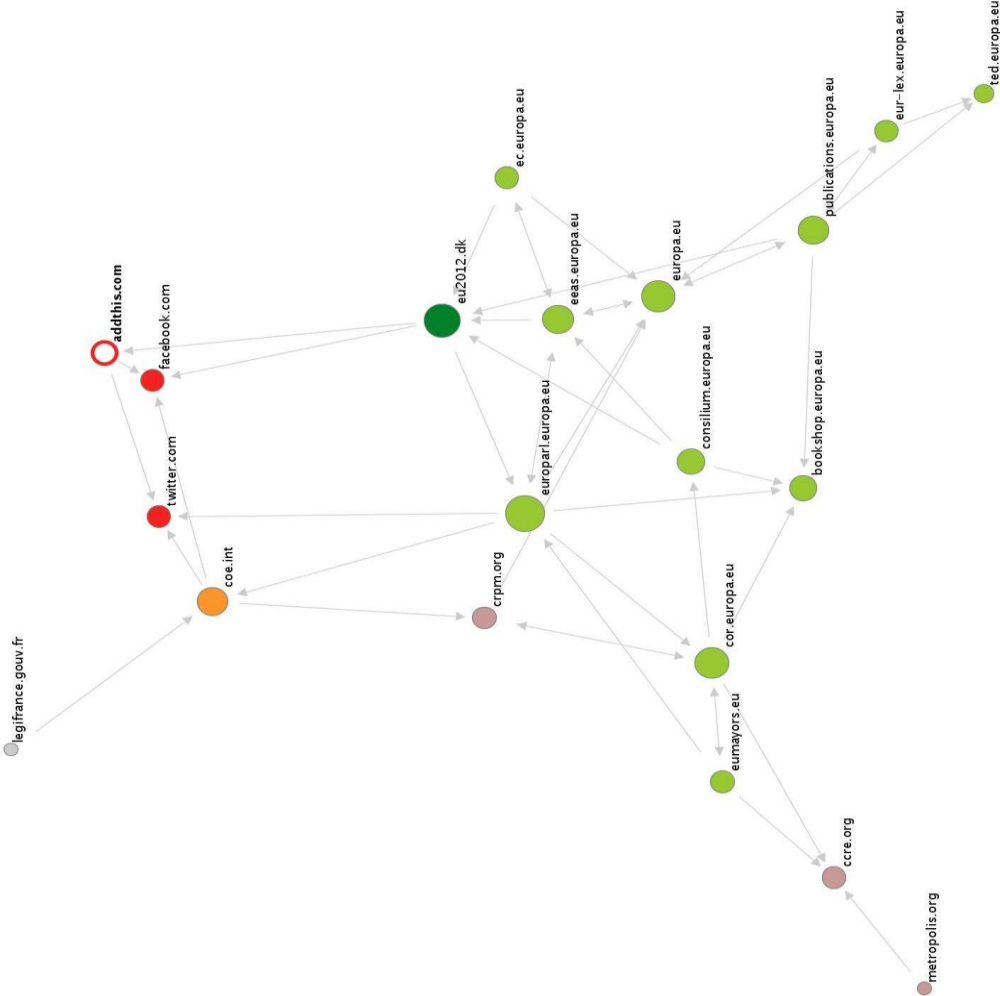 ted.europa.eu
eur-lex.europa.eu
publications.europa.eu
ec.europa.eu
eeas.europa.eu
europa.eu
eu2012.dk
addthis.com
facebook.com
consilium.europa.eu
bookshop.europa.eu
europarl.europa.eu
twitter.com
coe.int
crpm.org
cor.europa.eu
legifrance.gouv.fr
eumayors.eu
ccre.org
metropolis.org